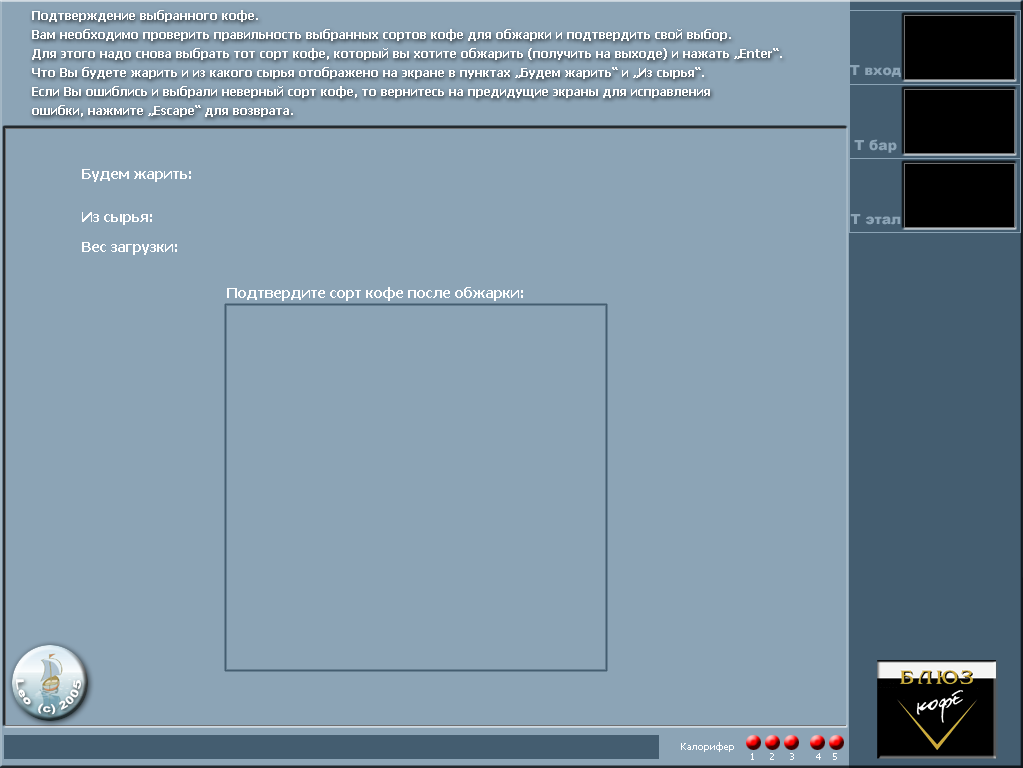 Подтверждение выбранного кофе.
Вам необходимо проверить правильность выбранных сортов кофе для обжарки и подтвердить свой выбор.
Для этого надо снова выбрать тот сорт кофе, который вы хотите обжарить (получить на выходе) и нажать „Enter“.
Что Вы будете жарить и из какого сырья отображено на экране в пунктах „Будем жарить“ и „Из сырья“.
Если Вы ошиблись и выбрали неверный сорт кофе, то вернитесь на предидущие экраны для исправления
ошибки, нажмите „Escape“ для возврата.
Т вход
Т бар
Т этал
Будем жарить:
Из сырья:
Вес загрузки:
Подтвердите сорт кофе после обжарки:
Leo (c) 2005
БЛЮЗ
кофе
Калорифер
1 2 3 4 5